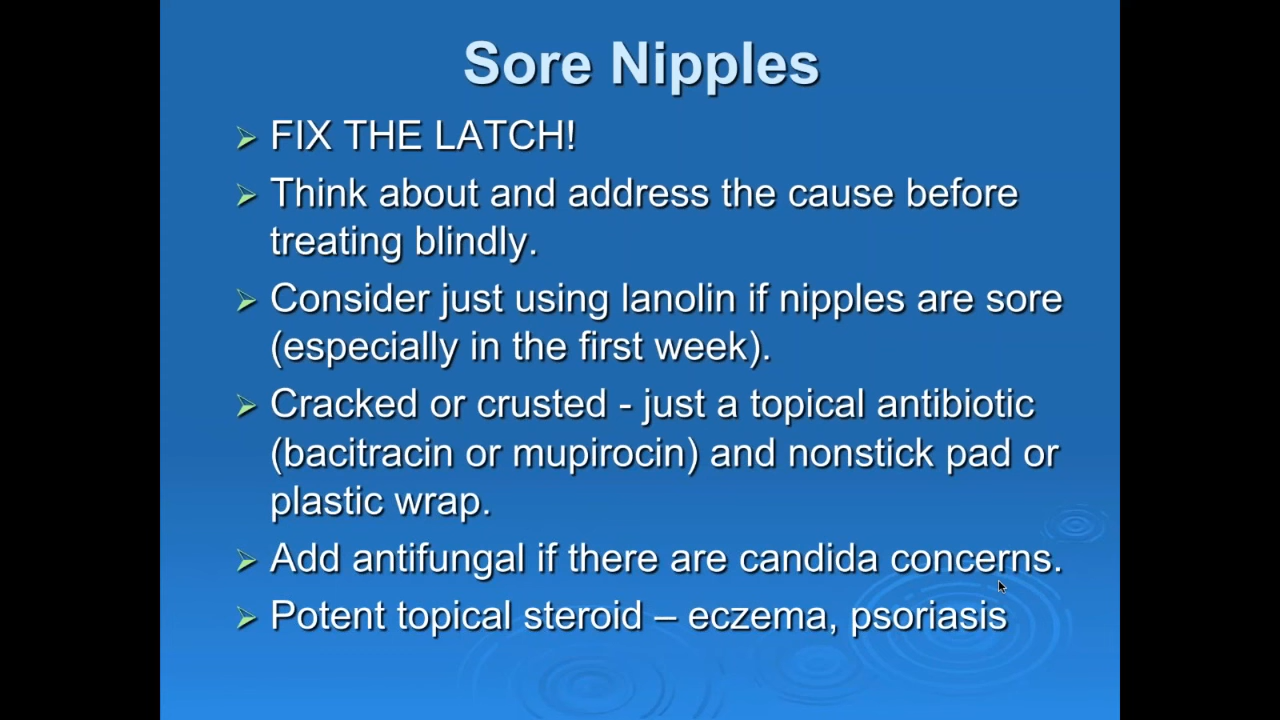 Sore Nipples
FIX THE LATCH!
Think about and address the cause before
treating blindly.
Consider just using lanolin if nipples are sore
(especially in the first week).
Cracked or crusted - just a topical antibiotic
(bacitracin or mupirocin) and nonstick pad or
plastic wrap.
Add antifungal if there are candida concerns.
Potent topical steroid – eczema, psoriasis